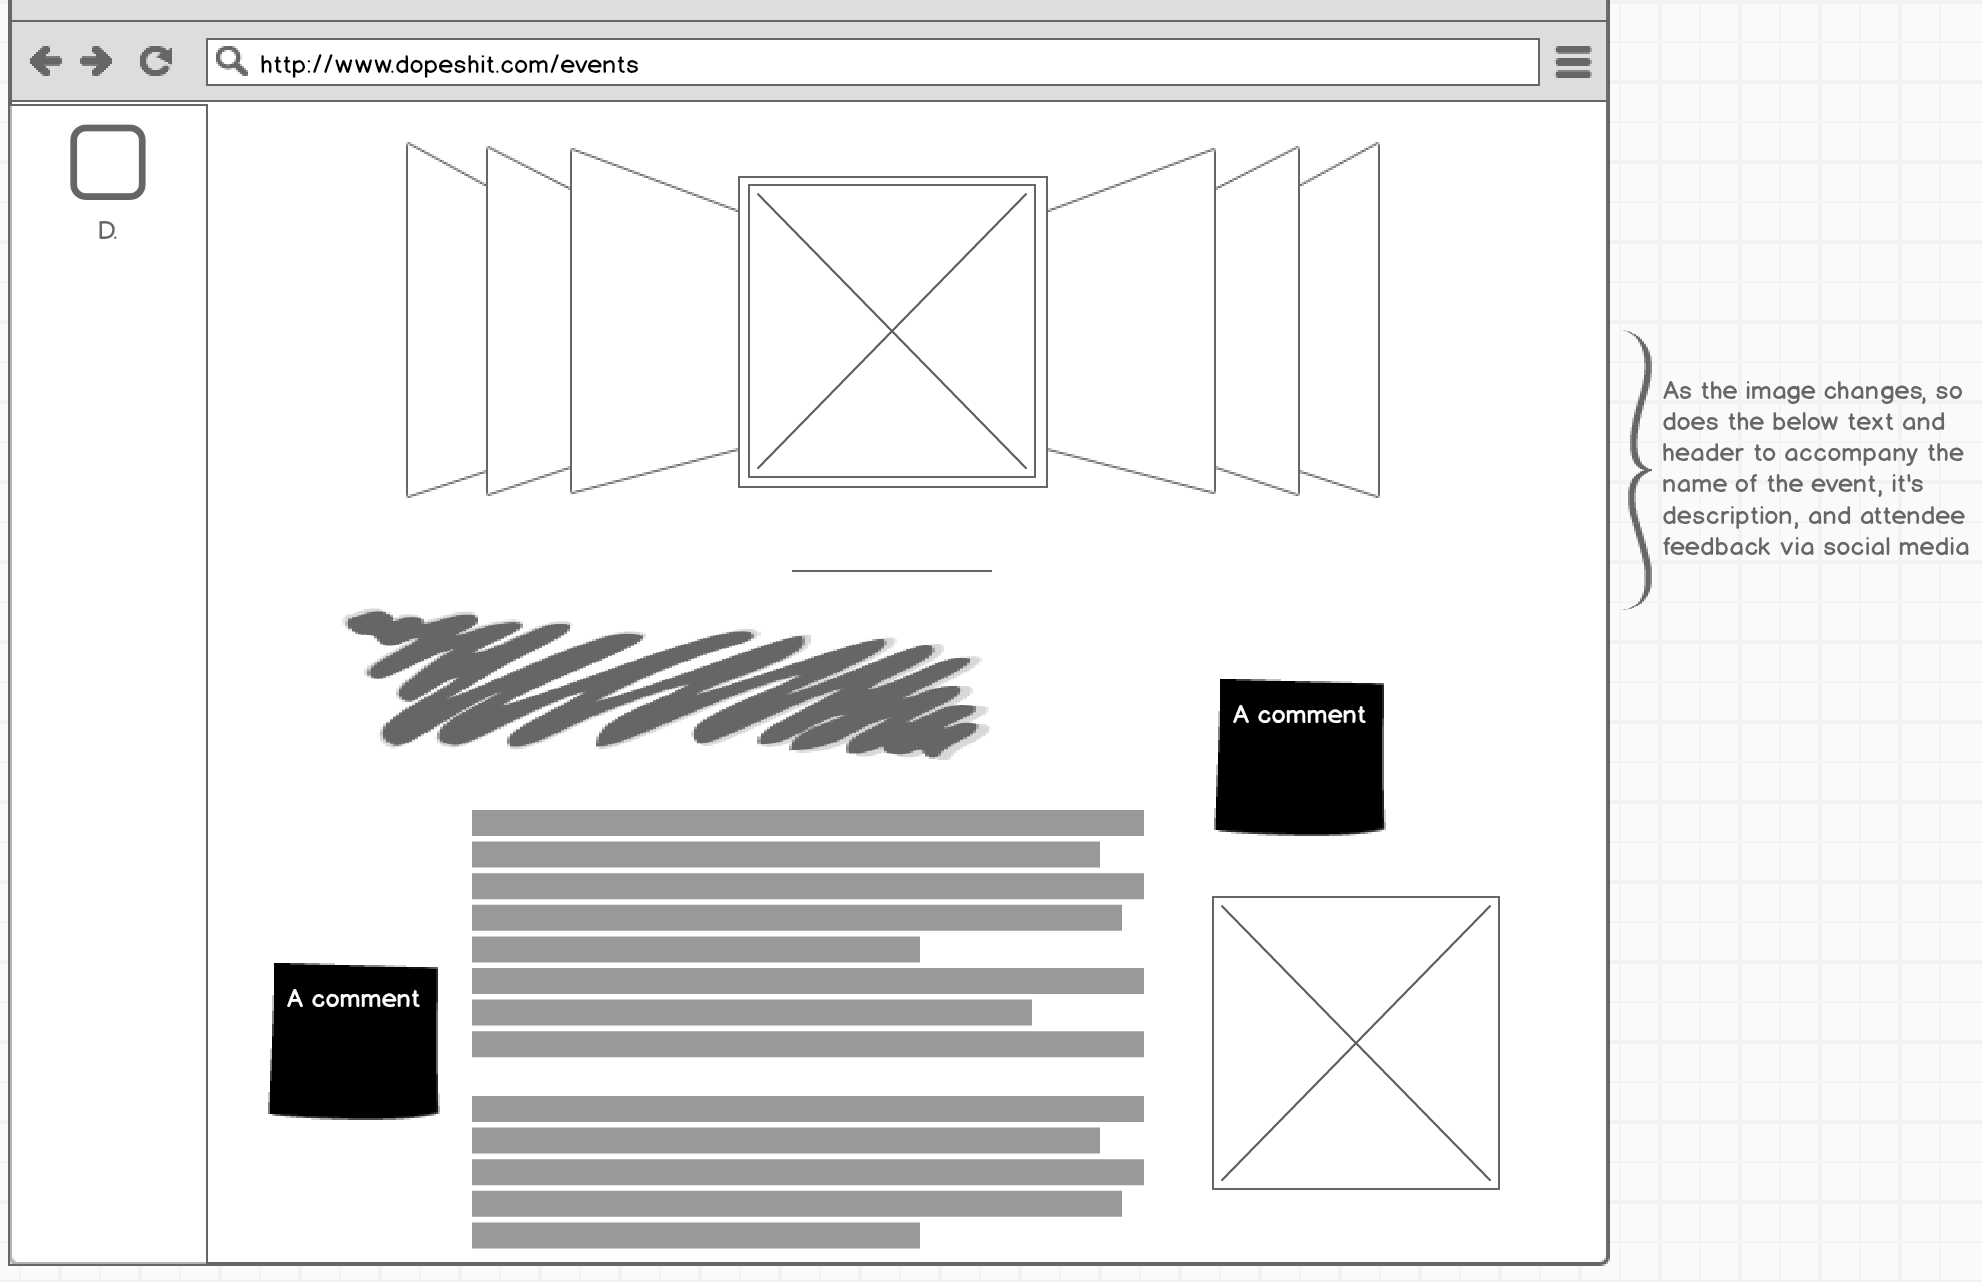 http://www.dopeshit.com/events
D.
As the image changes, so
does the below text and
header to accompany the
name of the event, it's
description, and attendee
feedback via social media
A comment
A comment